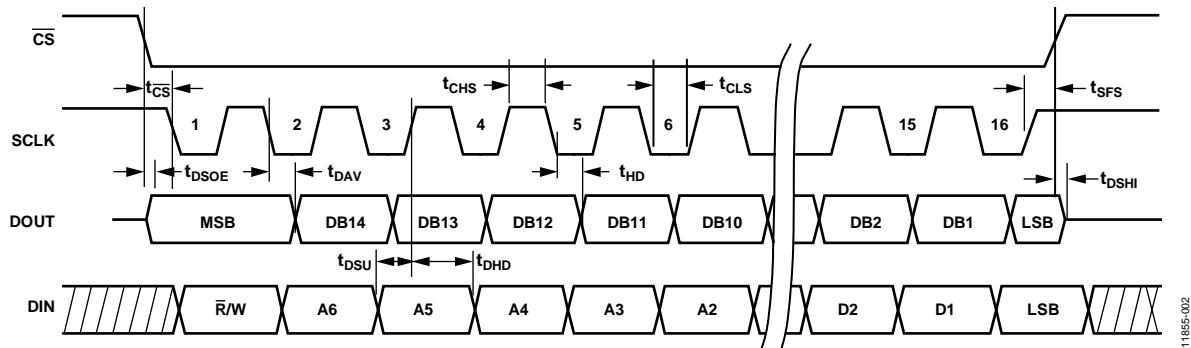 CS
tCS
tCHS
tCLS
tSFS
SCLK
1 2 3 4 5 6 15 16
tDSOE
tDAV
tHD
tDSHI
DOUT
MSB DB14 DB13 DB12 DB11 DB10 DB2 DB1 LSB
tDSU
tDHD
DIN
R/W A6 A5 A4 A3 A2 D2 D1 LSB
11855-002